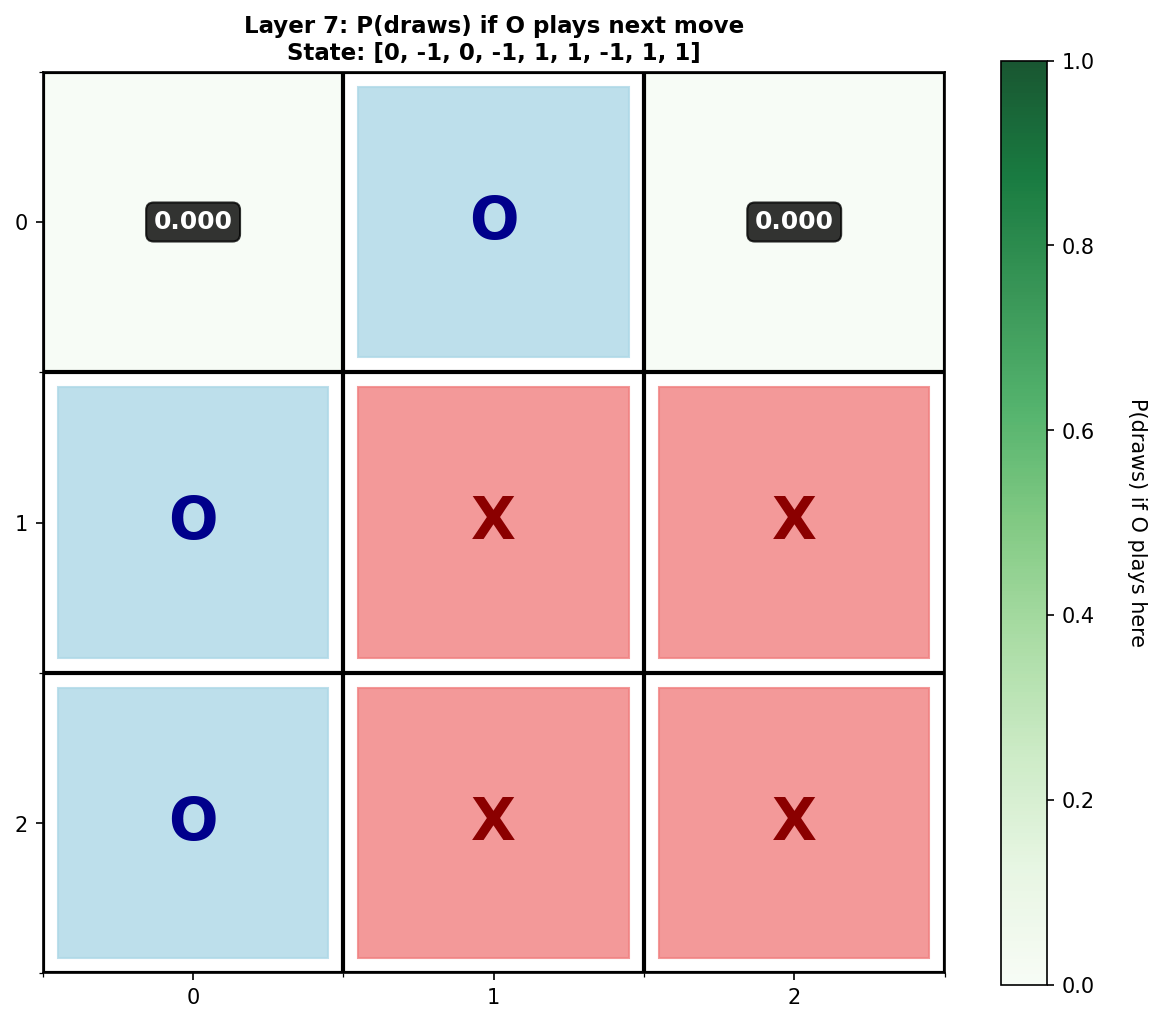 Layer 7: P(draws) if O plays next move
State: [0, -1, 0, -1, 1, 1, -1, 1, 1]
0
0.000
O
0.000
1
O
X
X
2
O
X
X
0
1
2
1.0
0.8
0.6
0.4
0.2
0.0
P(draws) if O plays here